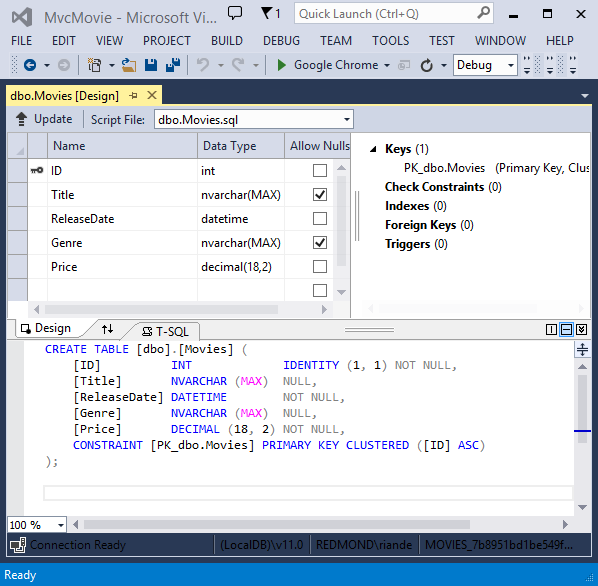 MvcMovie - Microsoft Vi... 1 Quick Launch (Ctrl+Q)
FILE EDIT VIEW PROJECT BUILD DEBUG TEAM TOOLS TEST WINDOW HELP
Google Chrome Debug
dbo.Movies [Design]
Update Script File: dbo.Movies.sql
Name Data Type Allow Nulls
ID int
Title nvarchar(MAX)
ReleaseDate datetime
Genre nvarchar(MAX)
Price decimal(18,2)
Keys (1)
PK_dbo.Movies (Primary Key, Clus
Check Constraints (0)
Indexes (0)
Foreign Keys (0)
Triggers (0)
Design T-SQL
CREATE TABLE [dbo].[Movies] (
[ID] INT IDENTITY (1, 1) NOT NULL,
[Title] NVARCHAR (MAX) NULL,
[ReleaseDate] DATETIME NOT NULL,
[Genre] NVARCHAR (MAX) NULL,
[Price] DECIMAL (18, 2) NOT NULL,
CONSTRAINT [PK_dbo.Movies] PRIMARY KEY CLUSTERED ([ID] ASC)
);
100 %
Connection Ready (LocalDB)\v11.0 REDMOND\riande MOVIES_7b8951bd1be549f...
Ready